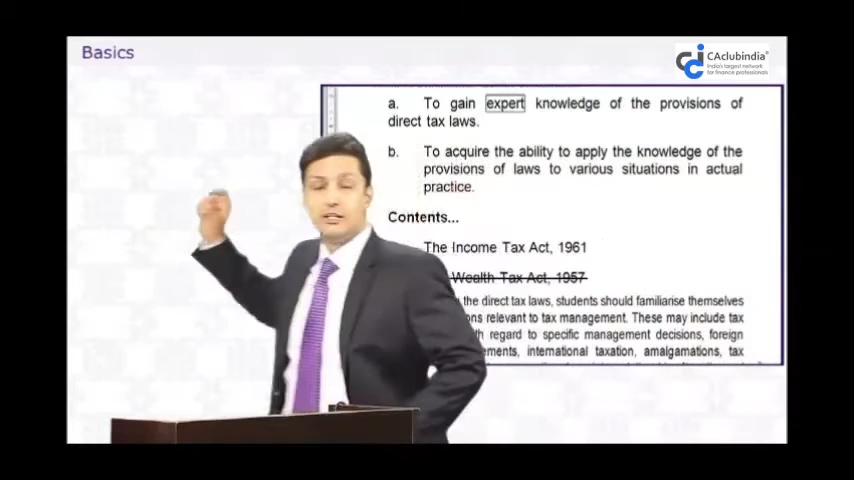 Basics
CAclubindia®
India's largest network
for finance professionals
a. To gain expert knowledge of the provisions of
direct tax laws.
b. To acquire the ability to apply the knowledge of the
provisions of laws to various situations in actual
practice.
Contents...
The Income Tax Act, 1961
Wealth Tax Act, 1957
the direct tax laws, students should familiarise themselves
relevant to tax management. These may include tax
regard to specific management decisions, foreign
international taxation, amalgamations, tax